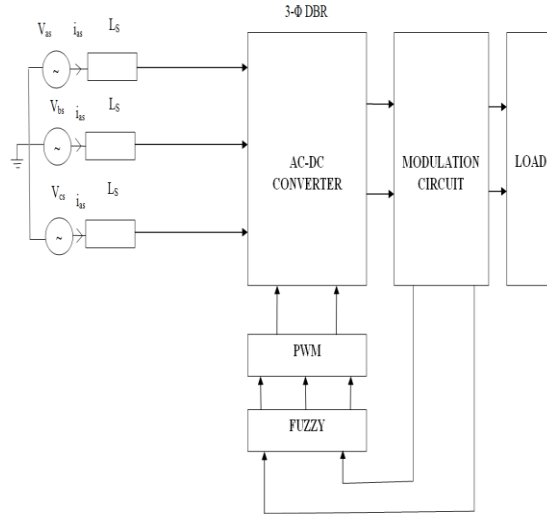 3-Φ DBR
Vas ias LS
~
Vbs ias LS
~
Vcs ias LS
~
AC-DC
CONVERTER
MODULATION
CIRCUIT
LOAD
PWM
FUZZY